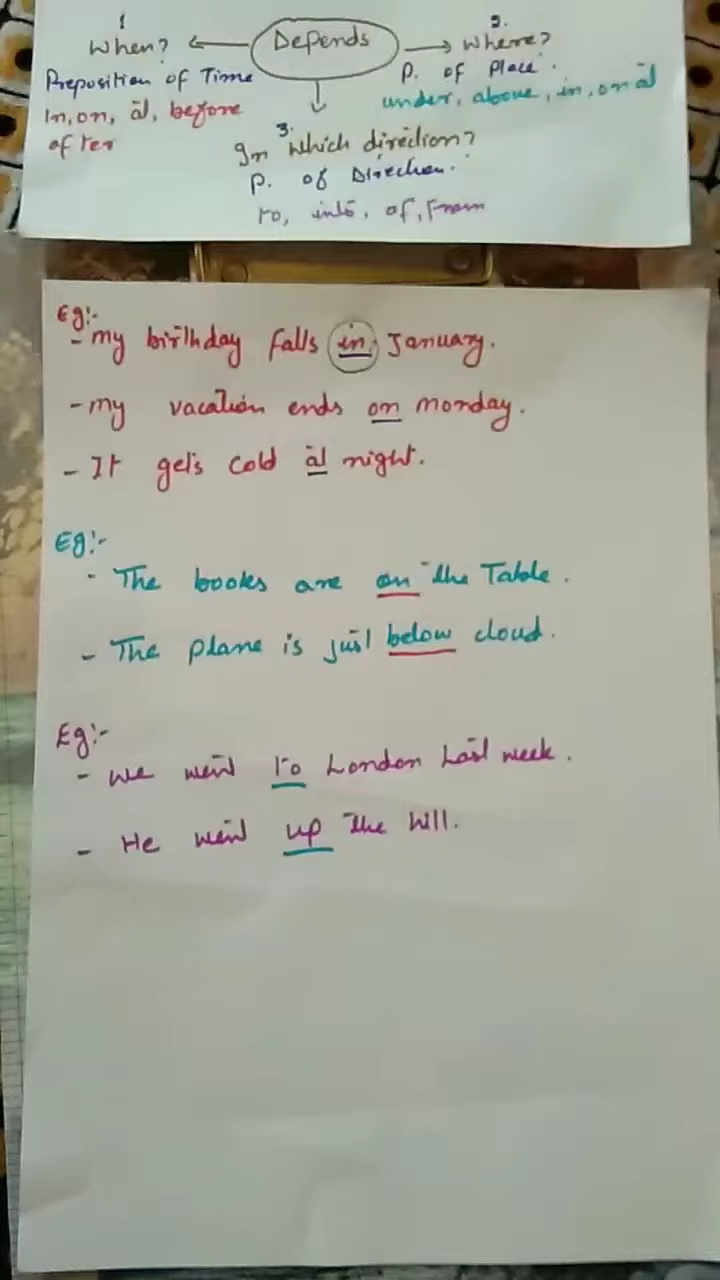 1 2.
When? Depends Where?
Preposition of Time P. of Place.
In, on, at, before under, above, in, on at
after
3.
In which direction?
P. of Direction.
to, into, of, From
Eg:-
- my birthday falls in January.
- my vacation ends on monday.
- It gets cold at night.
Eg:-
- The books are on the Table.
- The plane is just below cloud.
Eg:-
- we went to London Last week.
- He went up the hill.